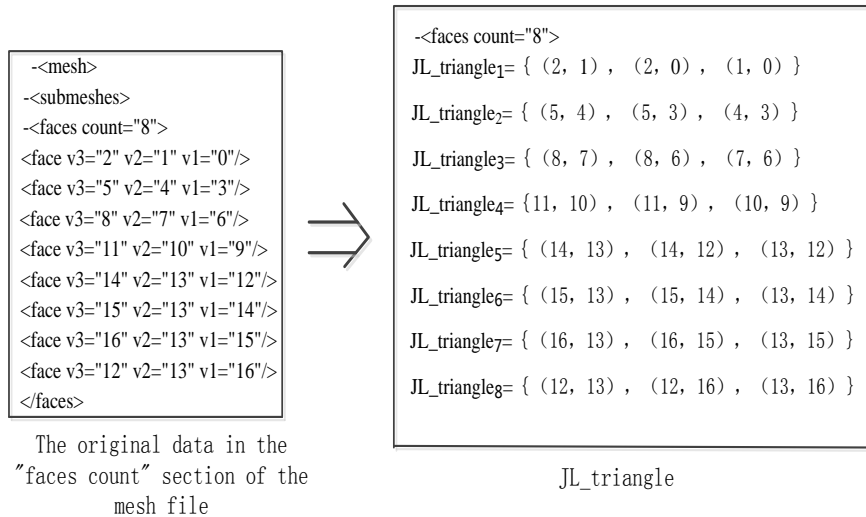 -<mesh>
-<submeshes>
-<faces count="8">
<face v3="2" v2="1" v1="0"/>
<face v3="5" v2="4" v1="3"/>
<face v3="8" v2="7" v1="6"/>
<face v3="11" v2="10" v1="9"/>
<face v3="14" v2="13" v1="12"/>
<face v3="15" v2="13" v1="14"/>
<face v3="16" v2="13" v1="15"/>
<face v3="12" v2="13" v1="16"/>
</faces>
The original data in the
"faces count" section of the
mesh file
-<faces count="8">
JL_triangle1= { (2, 1) , (2, 0) , (1, 0) }
JL_triangle2= { (5, 4) , (5, 3) , (4, 3) }
JL_triangle3= { (8, 7) , (8, 6) , (7, 6) }
JL_triangle4= {11, 10) , (11, 9) , (10, 9) }
JL_triangle5= { (14, 13) , (14, 12) , (13, 12) }
JL_triangle6= { (15, 13) , (15, 14) , (13, 14) }
JL_triangle7= { (16, 13) , (16, 15) , (13, 15) }
JL_triangle8= { (12, 13) , (12, 16) , (13, 16) }
JL_triangle